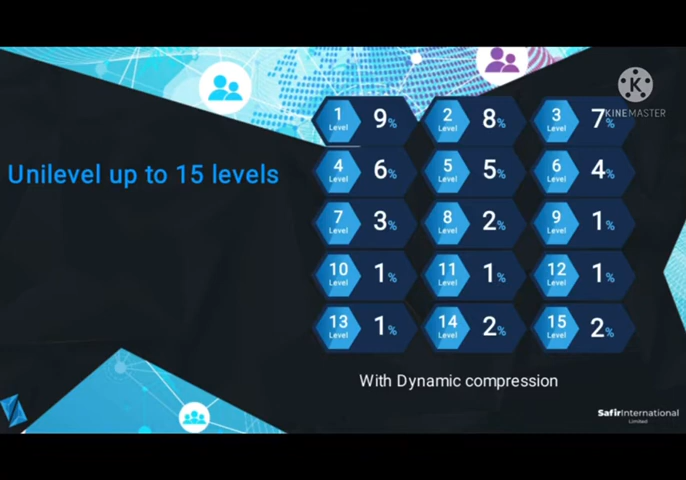 K
KINEMASTER
Unilevel up to 15 levels
1 Level 9% 2 Level 8% 3 Level 7%
4 Level 6% 5 Level 5% 6 Level 4%
7 Level 3% 8 Level 2% 9 Level 1%
10 Level 1% 11 Level 1% 12 Level 1%
13 Level 1% 14 Level 2% 15 Level 2%
With Dynamic compression
SafirInternational
Limited